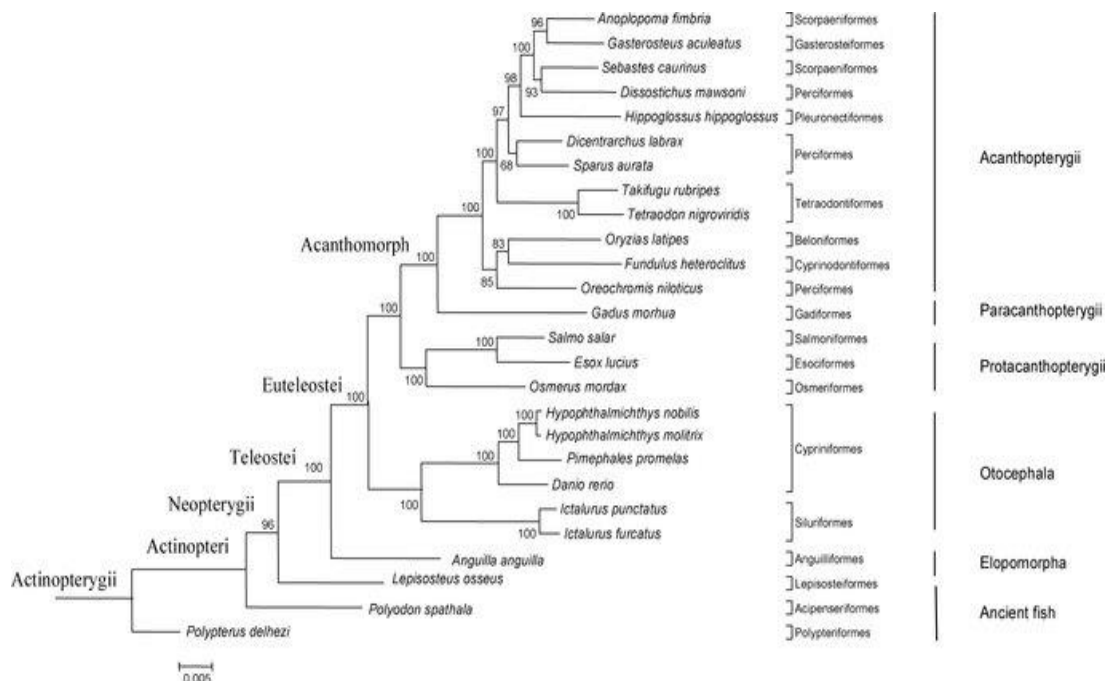 96 Anoplopoma fimbria Scorpaeniformes
100 Gasterosteus aculeatus Gasterosteiformes
Sebastes caurinus Scorpaeniformes
98 93 Dissostichus mawsoni Perciformes
97 Hippoglossus hippoglossus Pleuronectiformes
Dicentrarchus labrax
100 68 Sparus aurata Perciformes Acanthopterygii
Takifugu rubripes
100 Tetraodon nigroviridis Tetraodontiformes
100 83 Oryzias latipes Beloniformes
Acanthomorph 100 Fundulus heteroclitus Cyprinodontiformes
85 Oreochromis niloticus Perciformes
100 Gadus morhua Gadiformes Paracanthopterygii
100 Salmo salar Salmoniformes
Esox lucius Esociformes Protacanthopterygii
Euteleostei 100 100 Osmerus mordax Osmeriformes
100 Hypophthalmichthys nobilis
100 Hypophthalmichthys molitrix Cypriniformes
Teleostei 100 100 Pimephales promelas
Otocephala
Danio rerio
Neopterygii 100 Ictalurus punctatus Siluriformes
96 100 Ictalurus furcatus
Actinopteri Anguilla anguilla Anguilliformes Elopomorpha
Actinopterygii Lepisosteus osseus Lepisosteiformes
Polyodon spathala Acipenseriformes Ancient fish
Polypterus delhezi Polypteriformes
0.005